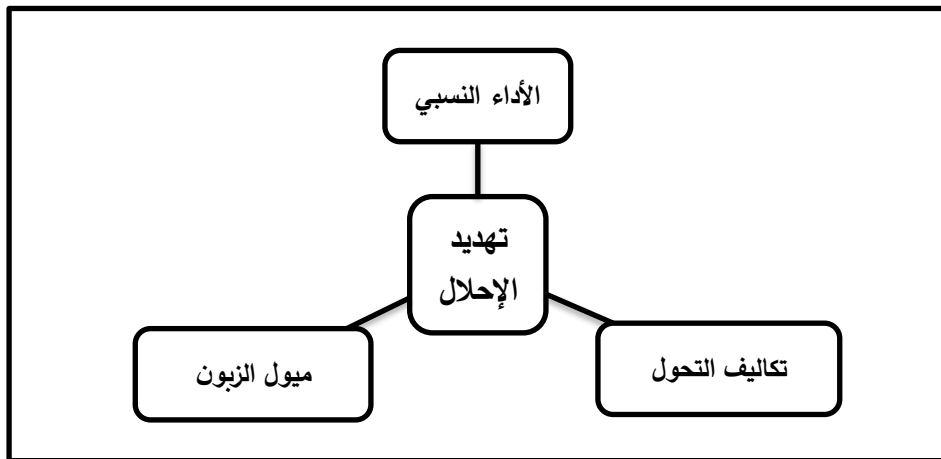 الأداء النسبي
تهديد
الإحلال
تكاليف التحول
ميول الزبون